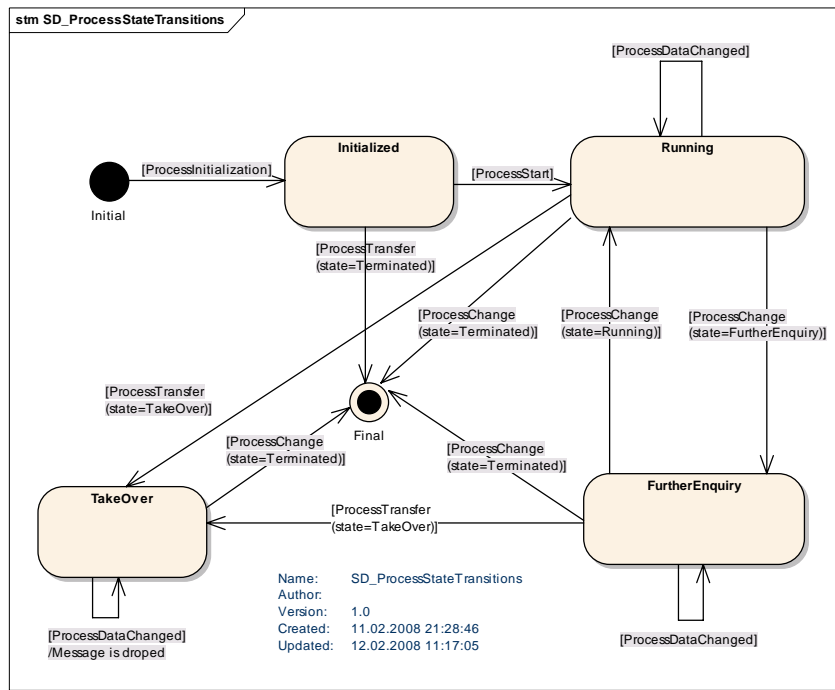 stm SD_ProcessStateTransitions
[ProcessDataChanged]
Initialized
Running
[ProcessInitialization]
[ProcessStart]
Initial
[ProcessTransfer
(state=Terminated)]
[ProcessChange
(state=Terminated)]
[ProcessChange
(state=Running)]
[ProcessChange
(state=FurtherEnquiry)]
[ProcessTransfer
(state=TakeOver)]
Final
[ProcessChange
(state=Terminated)]
[ProcessChange
(state=Terminated)]
TakeOver
FurtherEnquiry
[ProcessTransfer
(state=TakeOver)]
Name: SD_ProcessStateTransitions
Author:
Version: 1.0
Created: 11.02.2008 21:28:46
Updated: 12.02.2008 11:17:05
[ProcessDataChanged]
/Message is droped
[ProcessDataChanged]